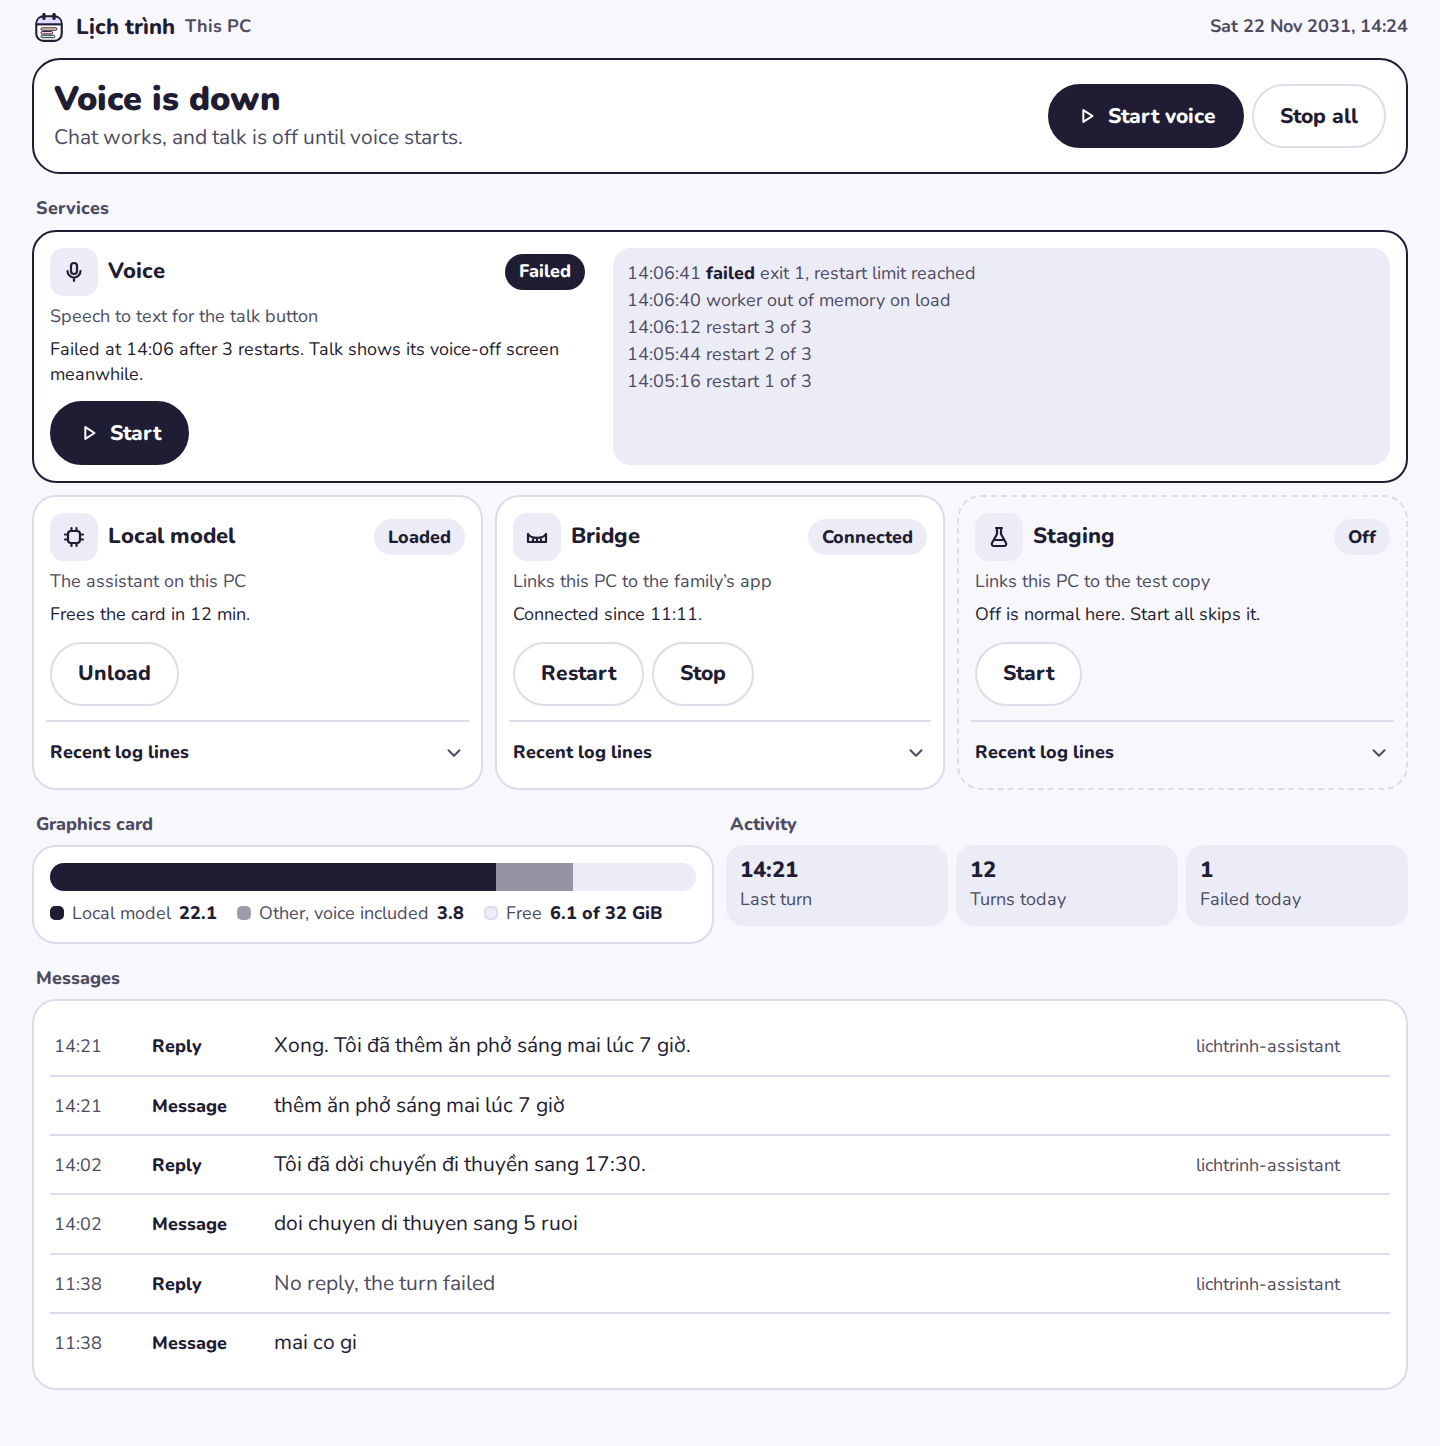 Lịch trình This PC
Sat 22 Nov 2031, 14:24
Voice is down
Chat works, and talk is off until voice starts.
Start voice
Stop all
Services
Voice
Failed
Speech to text for the talk button
Failed at 14:06 after 3 restarts. Talk shows its voice-off screen
meanwhile.
Start
14:06:41 failed exit 1, restart limit reached
14:06:40 worker out of memory on load
14:06:12 restart 3 of 3
14:05:44 restart 2 of 3
14:05:16 restart 1 of 3
Local model
Loaded
The assistant on this PC
Frees the card in 12 min.
Unload
Recent log lines
Bridge
Connected
Links this PC to the family’s app
Connected since 11:11.
Restart
Stop
Recent log lines
Staging
Off
Links this PC to the test copy
Off is normal here. Start all skips it.
Start
Recent log lines
Graphics card
Local model 22.1
Other, voice included 3.8
Free 6.1 of 32 GiB
Activity
14:21
Last turn
12
Turns today
1
Failed today
Messages
14:21 Reply Xong. Tôi đã thêm ăn phở sáng mai lúc 7 giờ. lichtrinh-assistant
14:21 Message thêm ăn phở sáng mai lúc 7 giờ
14:02 Reply Tôi đã dời chuyến đi thuyền sang 17:30. lichtrinh-assistant
14:02 Message doi chuyen di thuyen sang 5 ruoi
11:38 Reply No reply, the turn failed lichtrinh-assistant
11:38 Message mai co gi